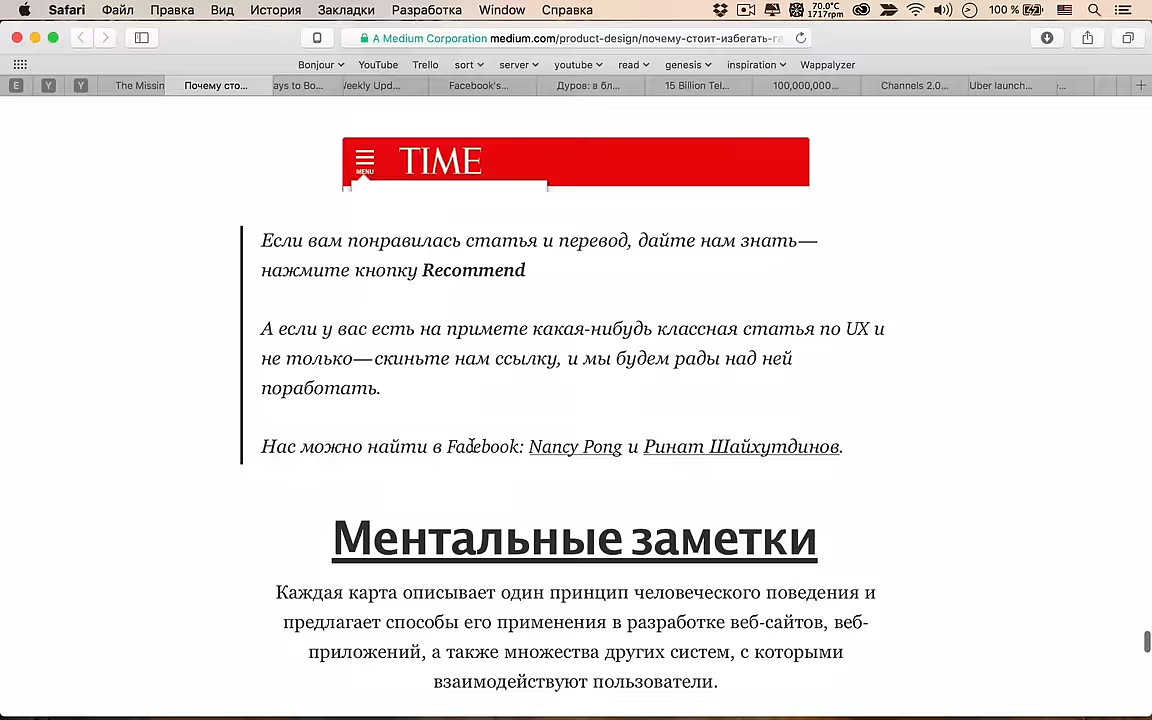 Safari Файл Правка Вид История Закладки Разработка Window Справка 70.0°C 1717rpm 100 %
A Medium Corporation medium.com/product-design/почему-стоит-избегать-га
Bonjour YouTube Trello sort server youtube read genesis inspiration Wappalyzer
E Y Y The Missin Почему сто... ays to Bo... Weekly Upd... Facebook's... Дуров: в бл... 15 Billion Tel... 100,000,000... Channels 2.0... Uber launch...
TIME
MENU
Если вам понравилась статья и перевод, дайте нам знать —
нажмите кнопку Recommend
А если у вас есть на примете какая-нибудь классная статья по UX и
не только — скиньте нам ссылку, и мы будем рады над ней
поработать.
Нас можно найти в Facebook: Nancy Pong и Ринат Шайхутдинов.
Ментальные заметки
Каждая карта описывает один принцип человеческого поведения и
предлагает способы его применения в разработке веб-сайтов, веб-
приложений, а также множества других систем, с которыми
взаимодействуют пользователи.